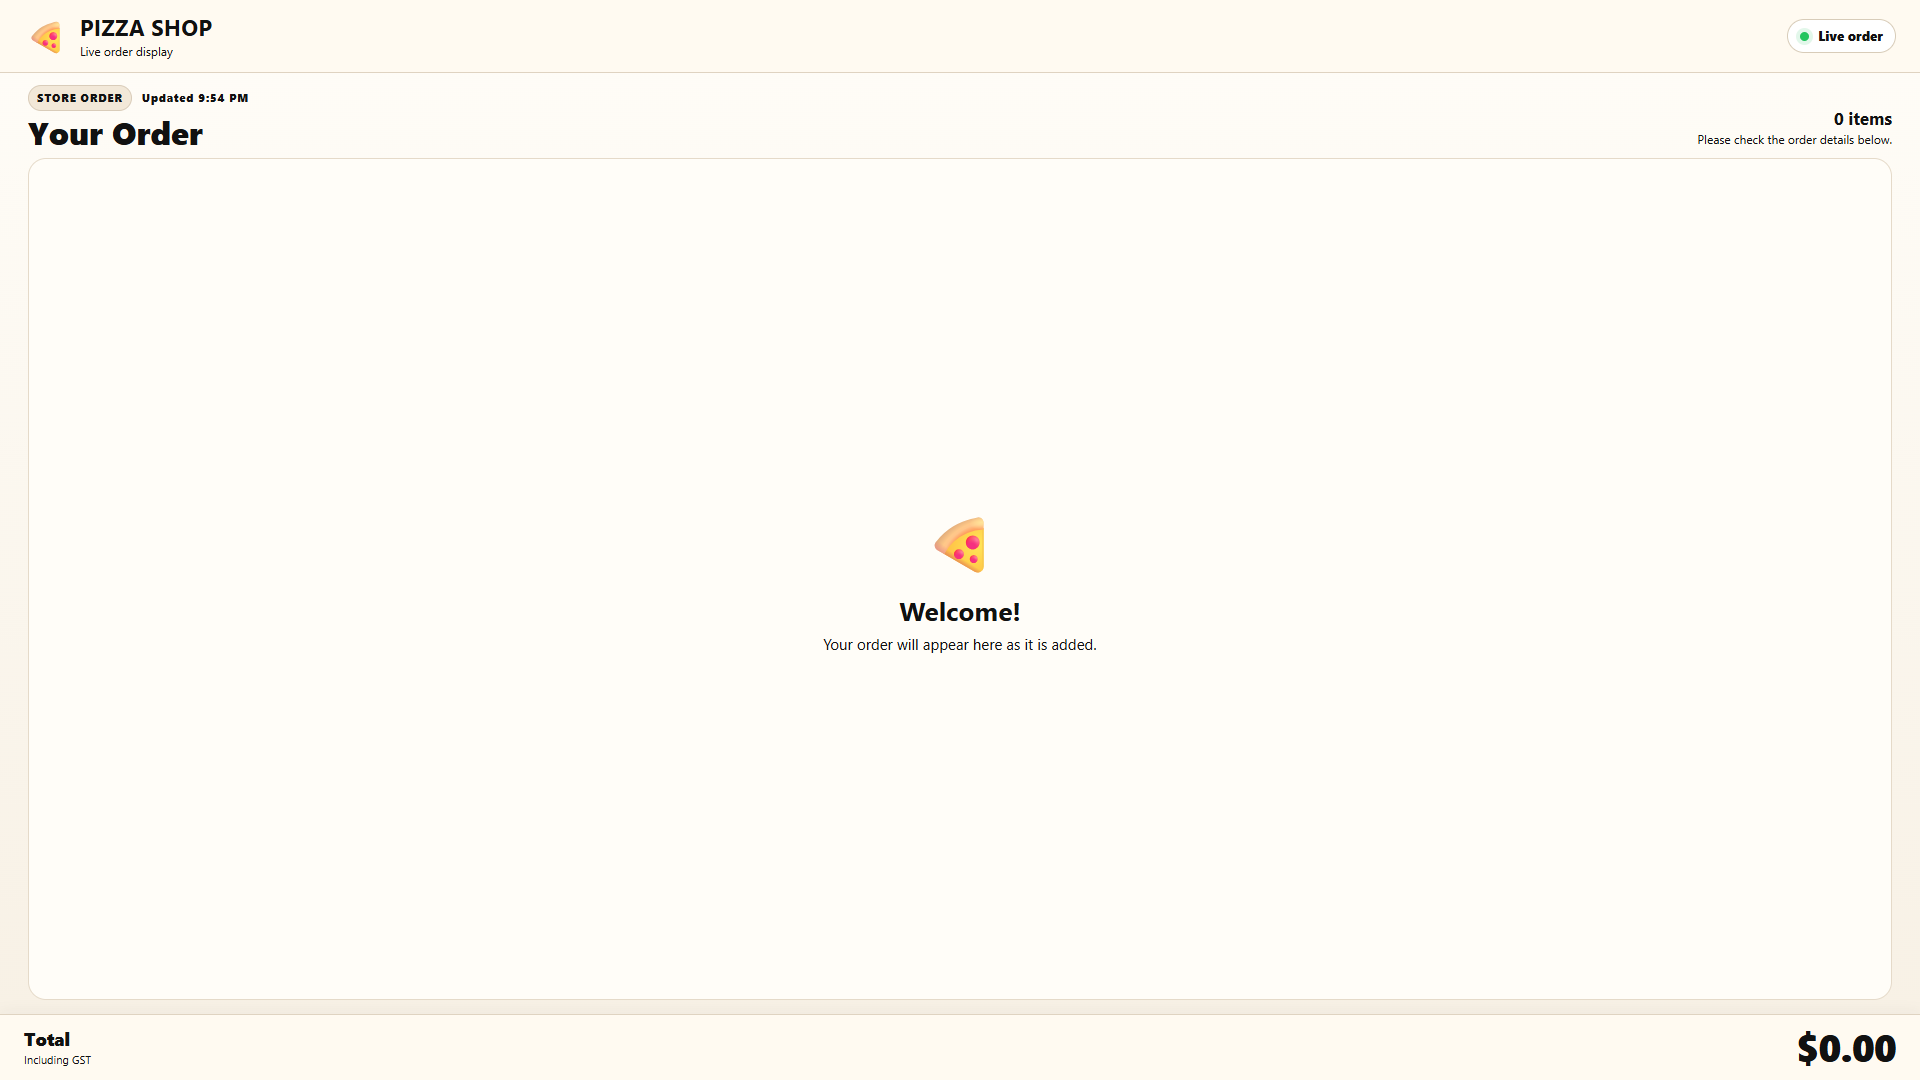 PIZZA SHOP
Live order display
Live order
STORE ORDER
Updated 9:54 PM
Your Order
0 items
Please check the order details below.
Welcome!
Your order will appear here as it is added.
Total
Including GST
$0.00